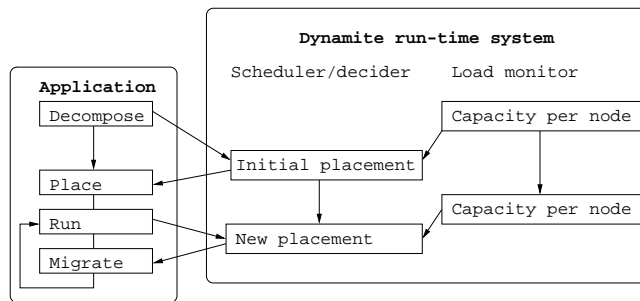 Dynamite run-time system
Scheduler/decider Load monitor
Application
Decompose
Capacity per node
Initial placement
Place
Capacity per node
Run
New placement
Migrate